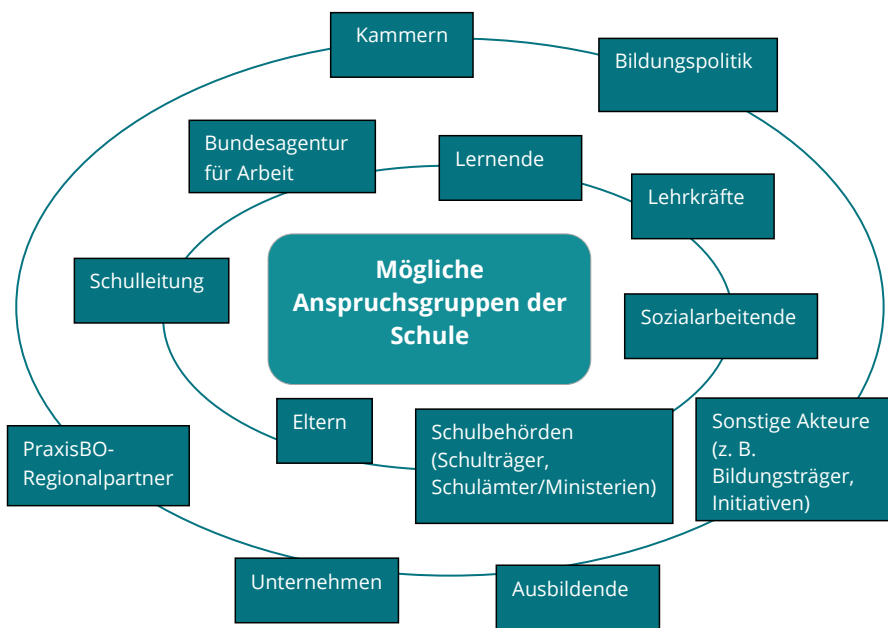 Kammern
Bildungspolitik
Bundesagentur
für Arbeit
Lernende
Lehrkräfte
Schulleitung
Mögliche
Anspruchsgruppen der
Schule
Sozialarbeitende
Eltern
Schulbehörden
(Schulträger,
Schulämter/Ministerien)
Sonstige Akteure
(z. B.
Bildungsträger,
Initiativen)
PraxisBO-
Regionalpartner
Unternehmen
Ausbildende